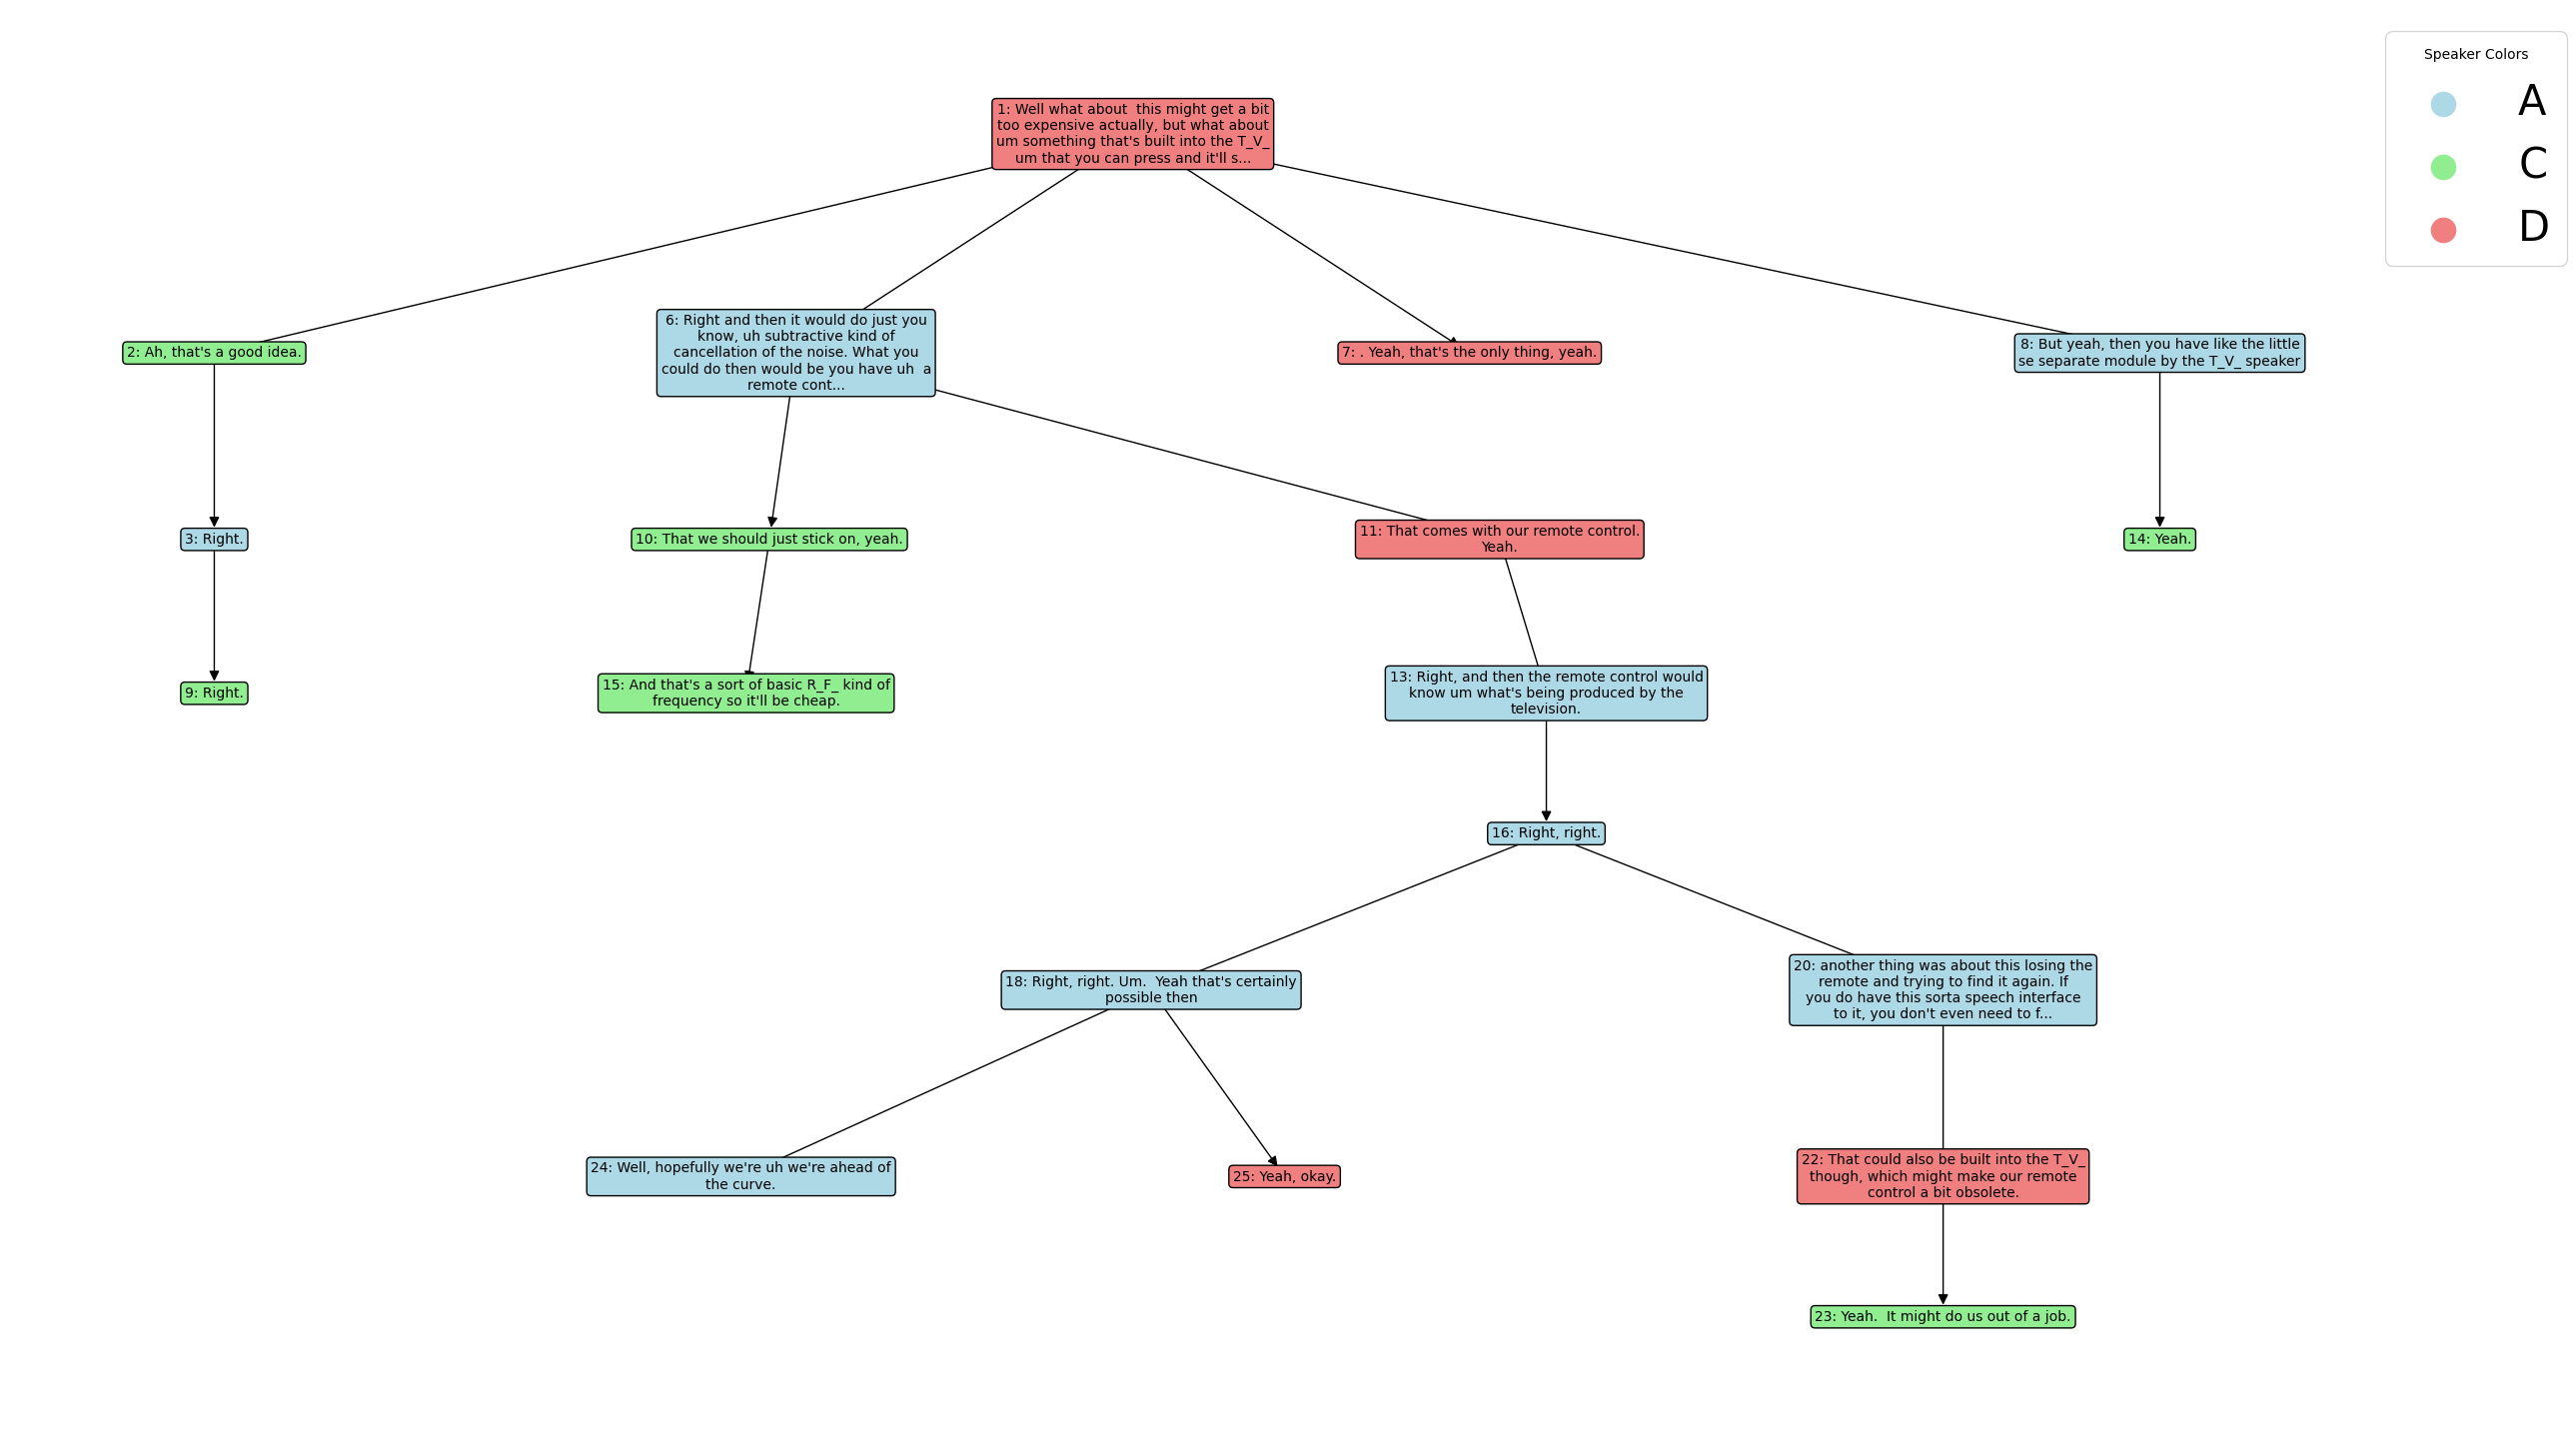 Speaker Colors
A
C
D
1: Well what about  this might get a bit
too expensive actually, but what about
um something that's built into the T_V_
um that you can press and it'll s...
2: Ah, that's a good idea.
6: Right and then it would do just you
know, uh subtractive kind of
cancellation of the noise. What you
could do then would be you have uh  a
remote cont...
7: . Yeah, that's the only thing, yeah.
8: But yeah, then you have like the little
se separate module by the T_V_ speaker
3: Right.
10: That we should just stick on, yeah.
11: That comes with our remote control.
Yeah.
14: Yeah.
9: Right.
15: And that's a sort of basic R_F_ kind of
frequency so it'll be cheap.
13: Right, and then the remote control would
know um what's being produced by the
television.
16: Right, right.
18: Right, right. Um.  Yeah that's certainly
possible then
20: another thing was about this losing the
remote and trying to find it again. If
you do have this sorta speech interface
to it, you don't even need to f...
24: Well, hopefully we're uh we're ahead of
the curve.
25: Yeah, okay.
22: That could also be built into the T_V_
though, which might make our remote
control a bit obsolete.
23: Yeah.  It might do us out of a job.